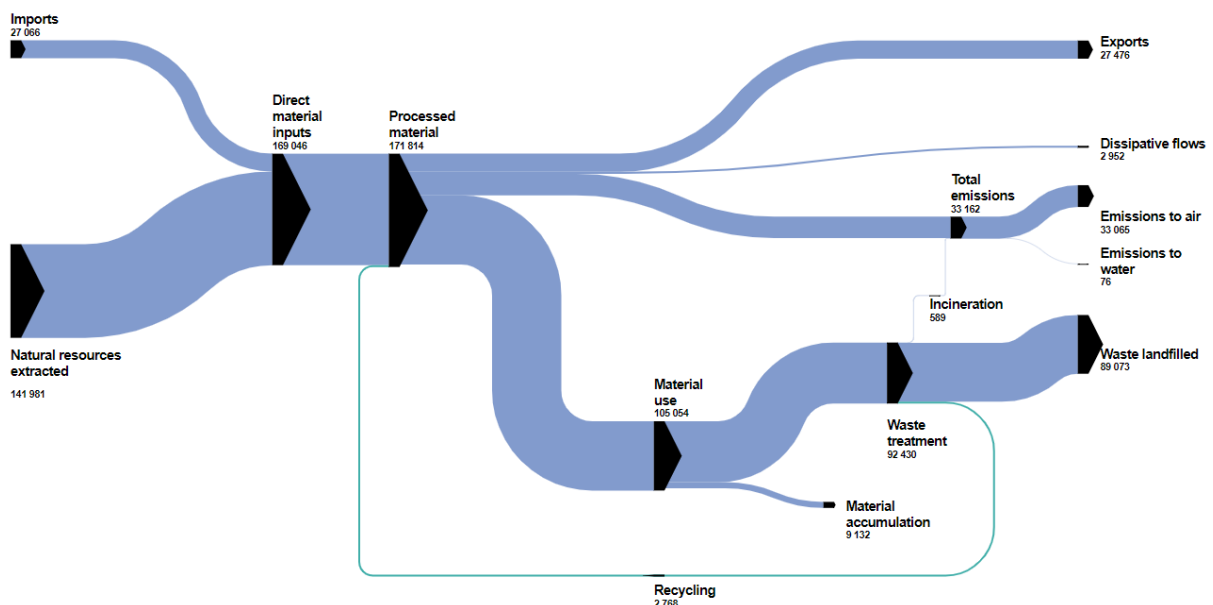 Imports
27 066
Exports
27 476
Direct
material
inputs
169 046
Processed
material
171 814
Dissipative flows
2 952
Total
emissions
33 162
Emissions to air
33 065
Emissions to
water
76
Incineration
589
Natural resources
extracted
141 981
Waste landfilled
89 073
Material
use
105 054
Waste
treatment
92 430
Material
accumulation
9 132
Recycling
2 768